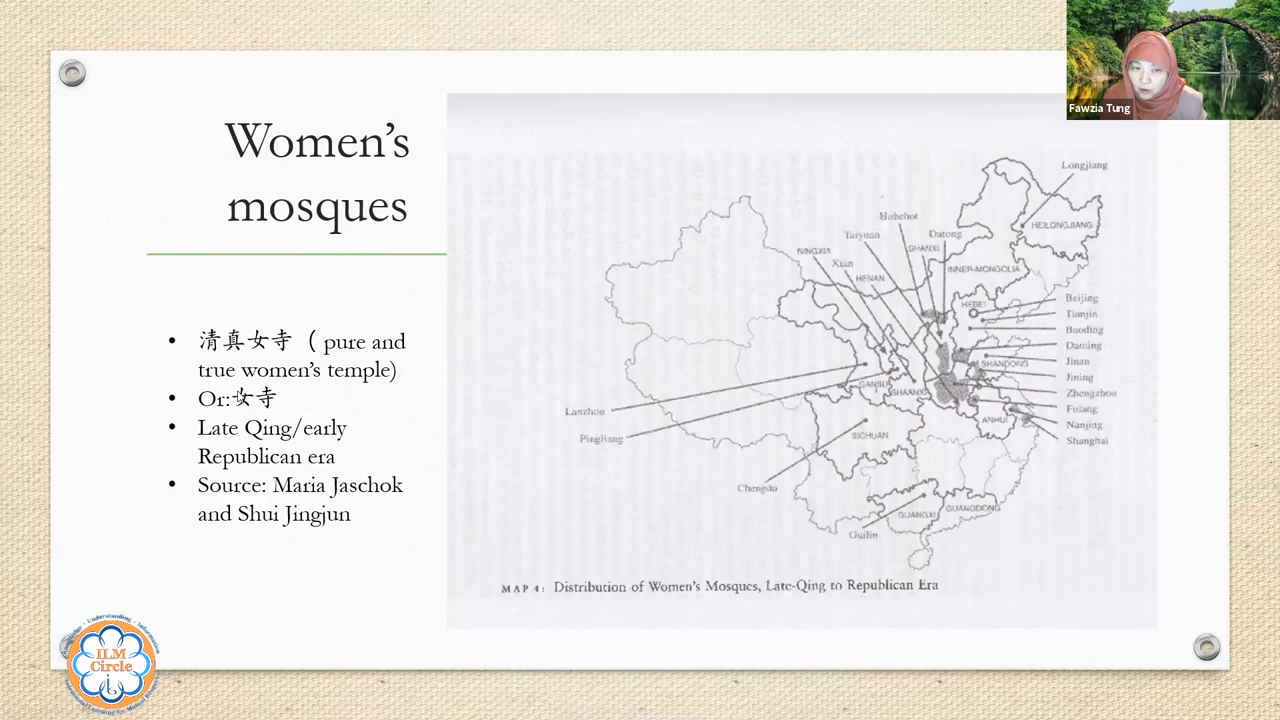 Women's
mosques
• 清真女寺 ( pure and
true women's temple)
• Or:女寺
• Late Qing/early
Republican era
• Source: Maria Jaschok
and Shui Jingjun
Fawzia Tung
Longjiang
Huhehot
HEILONGJIANG
Taiyuan
Datong
NINGXIA
SHANXI
Xian
INNER-MONGOLIA
HENAN
HEBEI
Beijing
Tianjin
Baoding
Daming
Jinan
SHANDONG
Jining
GANSU
SHAANXI
Zhengzhou
Lanzhou
ANHUI
Nanjing
Pingliang
SICHUAN
Shanghai
Chengdu
GUANGXI
GUANGDONG
Guilin
MAP 4: Distribution of Women's Mosques, Late-Qing to Republican Era
ILM
Circle